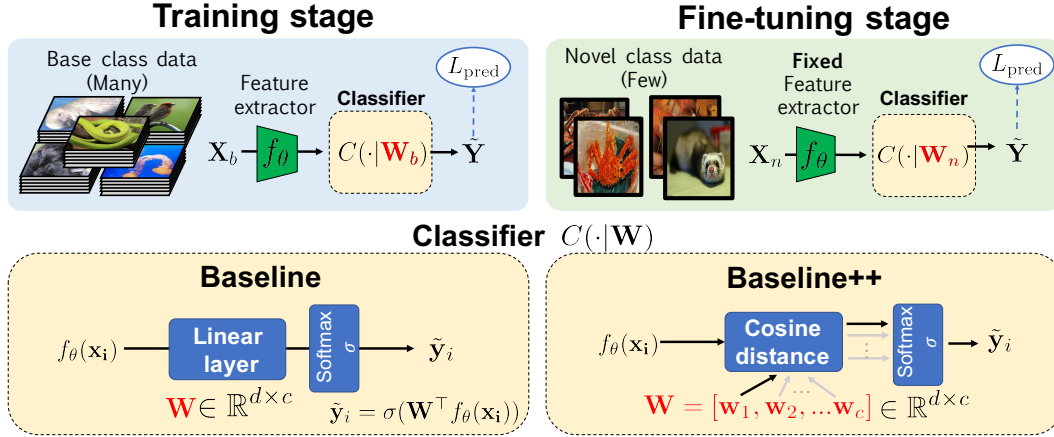 Training stage
Base class data
(Many)
Feature
extractor
Classifier
L_pred
X_b
f_θ
C(·|W_b)
Ỹ
Fine-tuning stage
Novel class data
(Few)
Fixed
Feature
extractor
Classifier
L_pred
X_n
f_θ
C(·|W_n)
Ỹ
Classifier C(·|W)
Baseline
f_θ(x_i)
Linear
layer
Softmax
σ
ỹ_i
W ∈ ℝ^{d×c}
ỹ_i = σ(W^⊤ f_θ(x_i))
Baseline++
f_θ(x_i)
Cosine
distance
Softmax
σ
ỹ_i
...
⋮
W = [w_1, w_2, ...w_c] ∈ ℝ^{d×c}